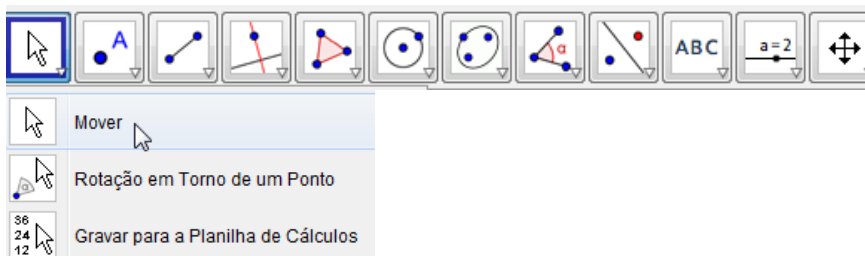 A
α
ABC
a=2
Mover
α
Rotação em Torno de um Ponto
36
24
12
Gravar para a Planilha de Cálculos